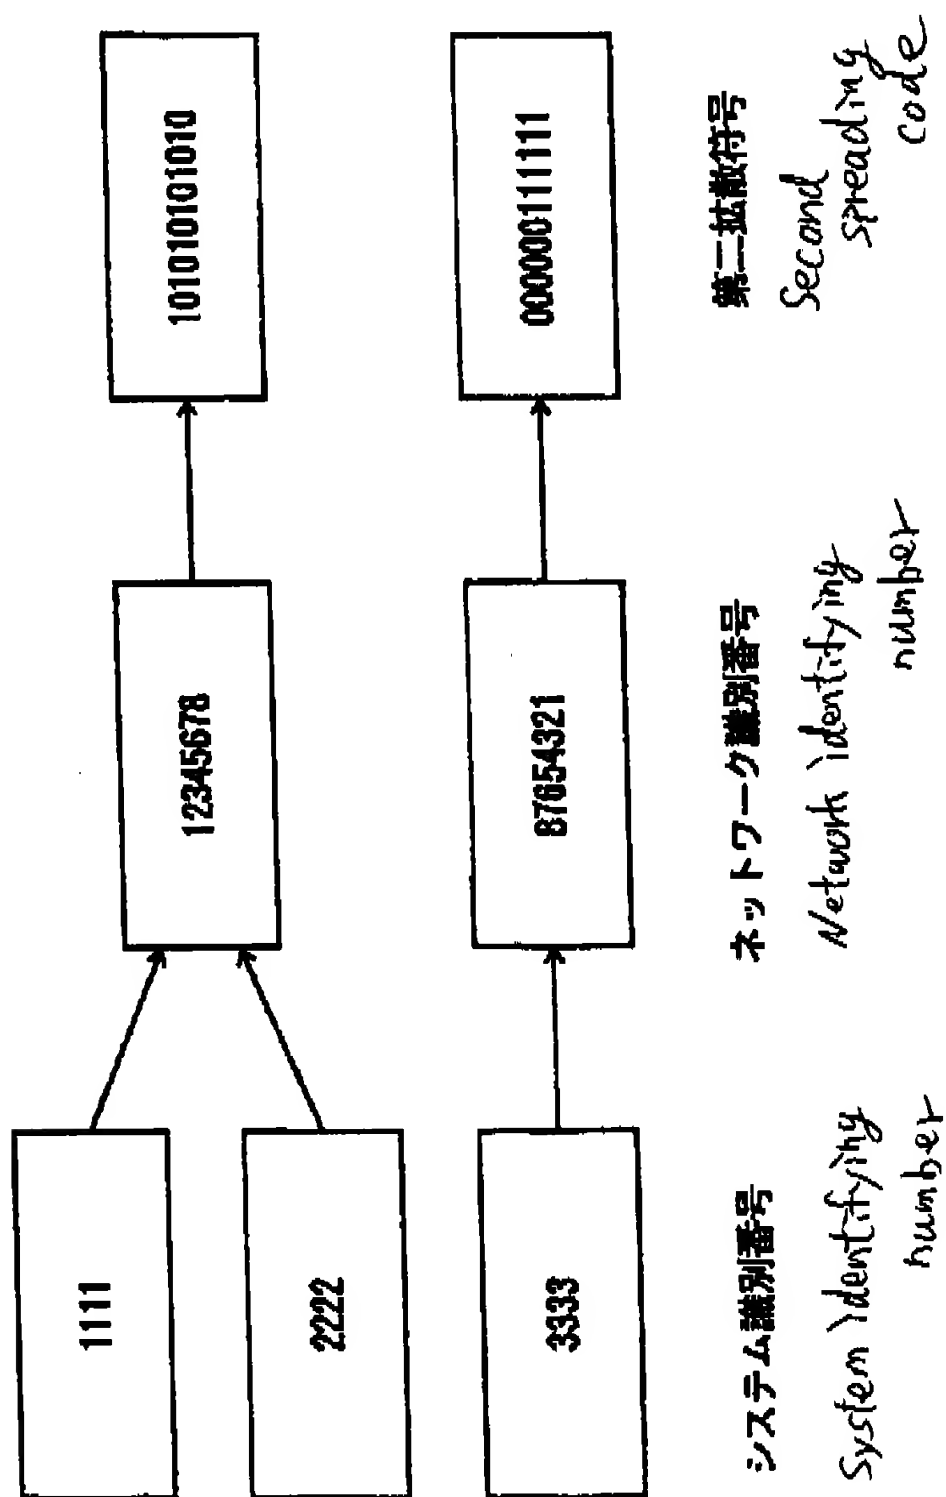 1111
2222
3333
12345678
87654321
101010101010
000000111111
システム識別番号
System identifying
number
ネットワーク識別番号
Network identifying
number
第二拡散符号
Second
spreading
code